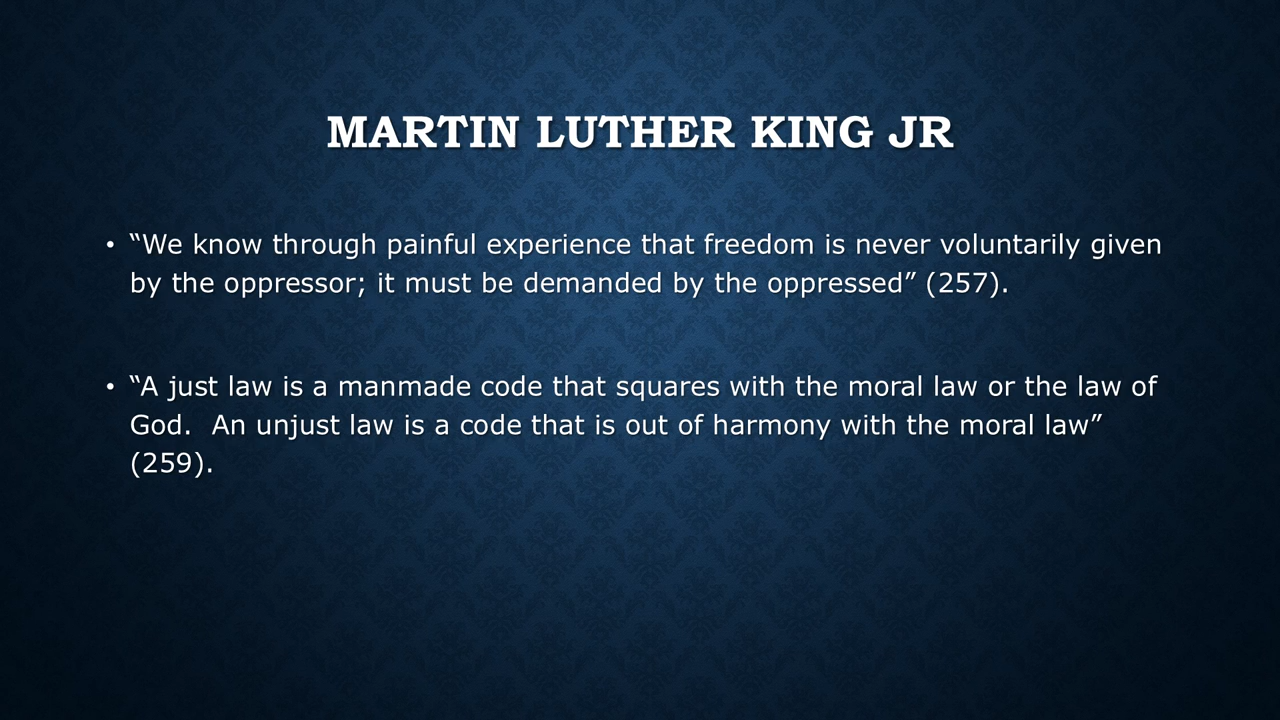 MARTIN LUTHER KING JR
• “We know through painful experience that freedom is never voluntarily given
by the oppressor; it must be demanded by the oppressed” (257).
• “A just law is a manmade code that squares with the moral law or the law of
God.  An unjust law is a code that is out of harmony with the moral law”
(259).